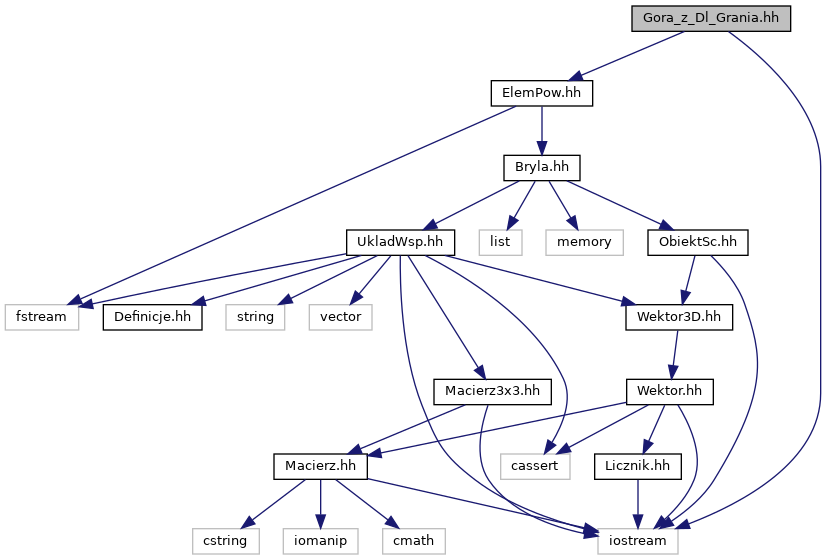 Gora_z_Dl_Grania.hh
ElemPow.hh
Bryla.hh
UkladWsp.hh
list
memory
ObiektSc.hh
fstream
Definicje.hh
string
vector
Wektor3D.hh
Macierz3x3.hh
Wektor.hh
Macierz.hh
cassert
Licznik.hh
cstring
iomanip
cmath
iostream